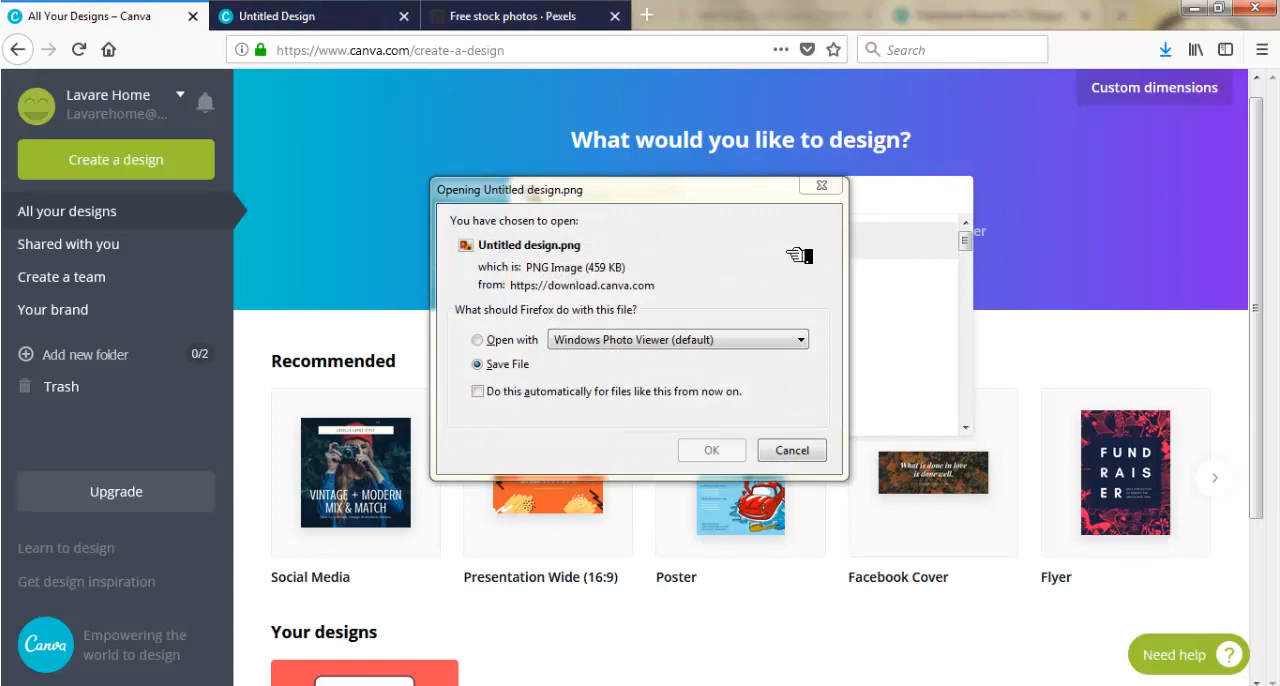 All Your Designs – Canva
Untitled Design
Free stock photos · Pexels
https://www.canva.com/create-a-design
Search
Lavare Home
Lavarehome@...
Create a design
All your designs
Shared with you
Create a team
Your brand
Add new folder
0/2
Trash
Upgrade
Learn to design
Get design inspiration
Canva
Empowering the
world to design
Custom dimensions
What would you like to design?
er
Opening Untitled design.png
You have chosen to open:
Untitled design.png
which is: PNG Image (459 KB)
from: https://download.canva.com
What should Firefox do with this file?
Open with
Windows Photo Viewer (default)
Save File
Do this automatically for files like this from now on.
OK
Cancel
Recommended
VINTAGE + MODERN
MIX & MATCH
What is done in love
is done well.
FUND
RAIS
ER
Social Media
Presentation Wide (16:9)
Poster
Facebook Cover
Flyer
Your designs
Need help ?